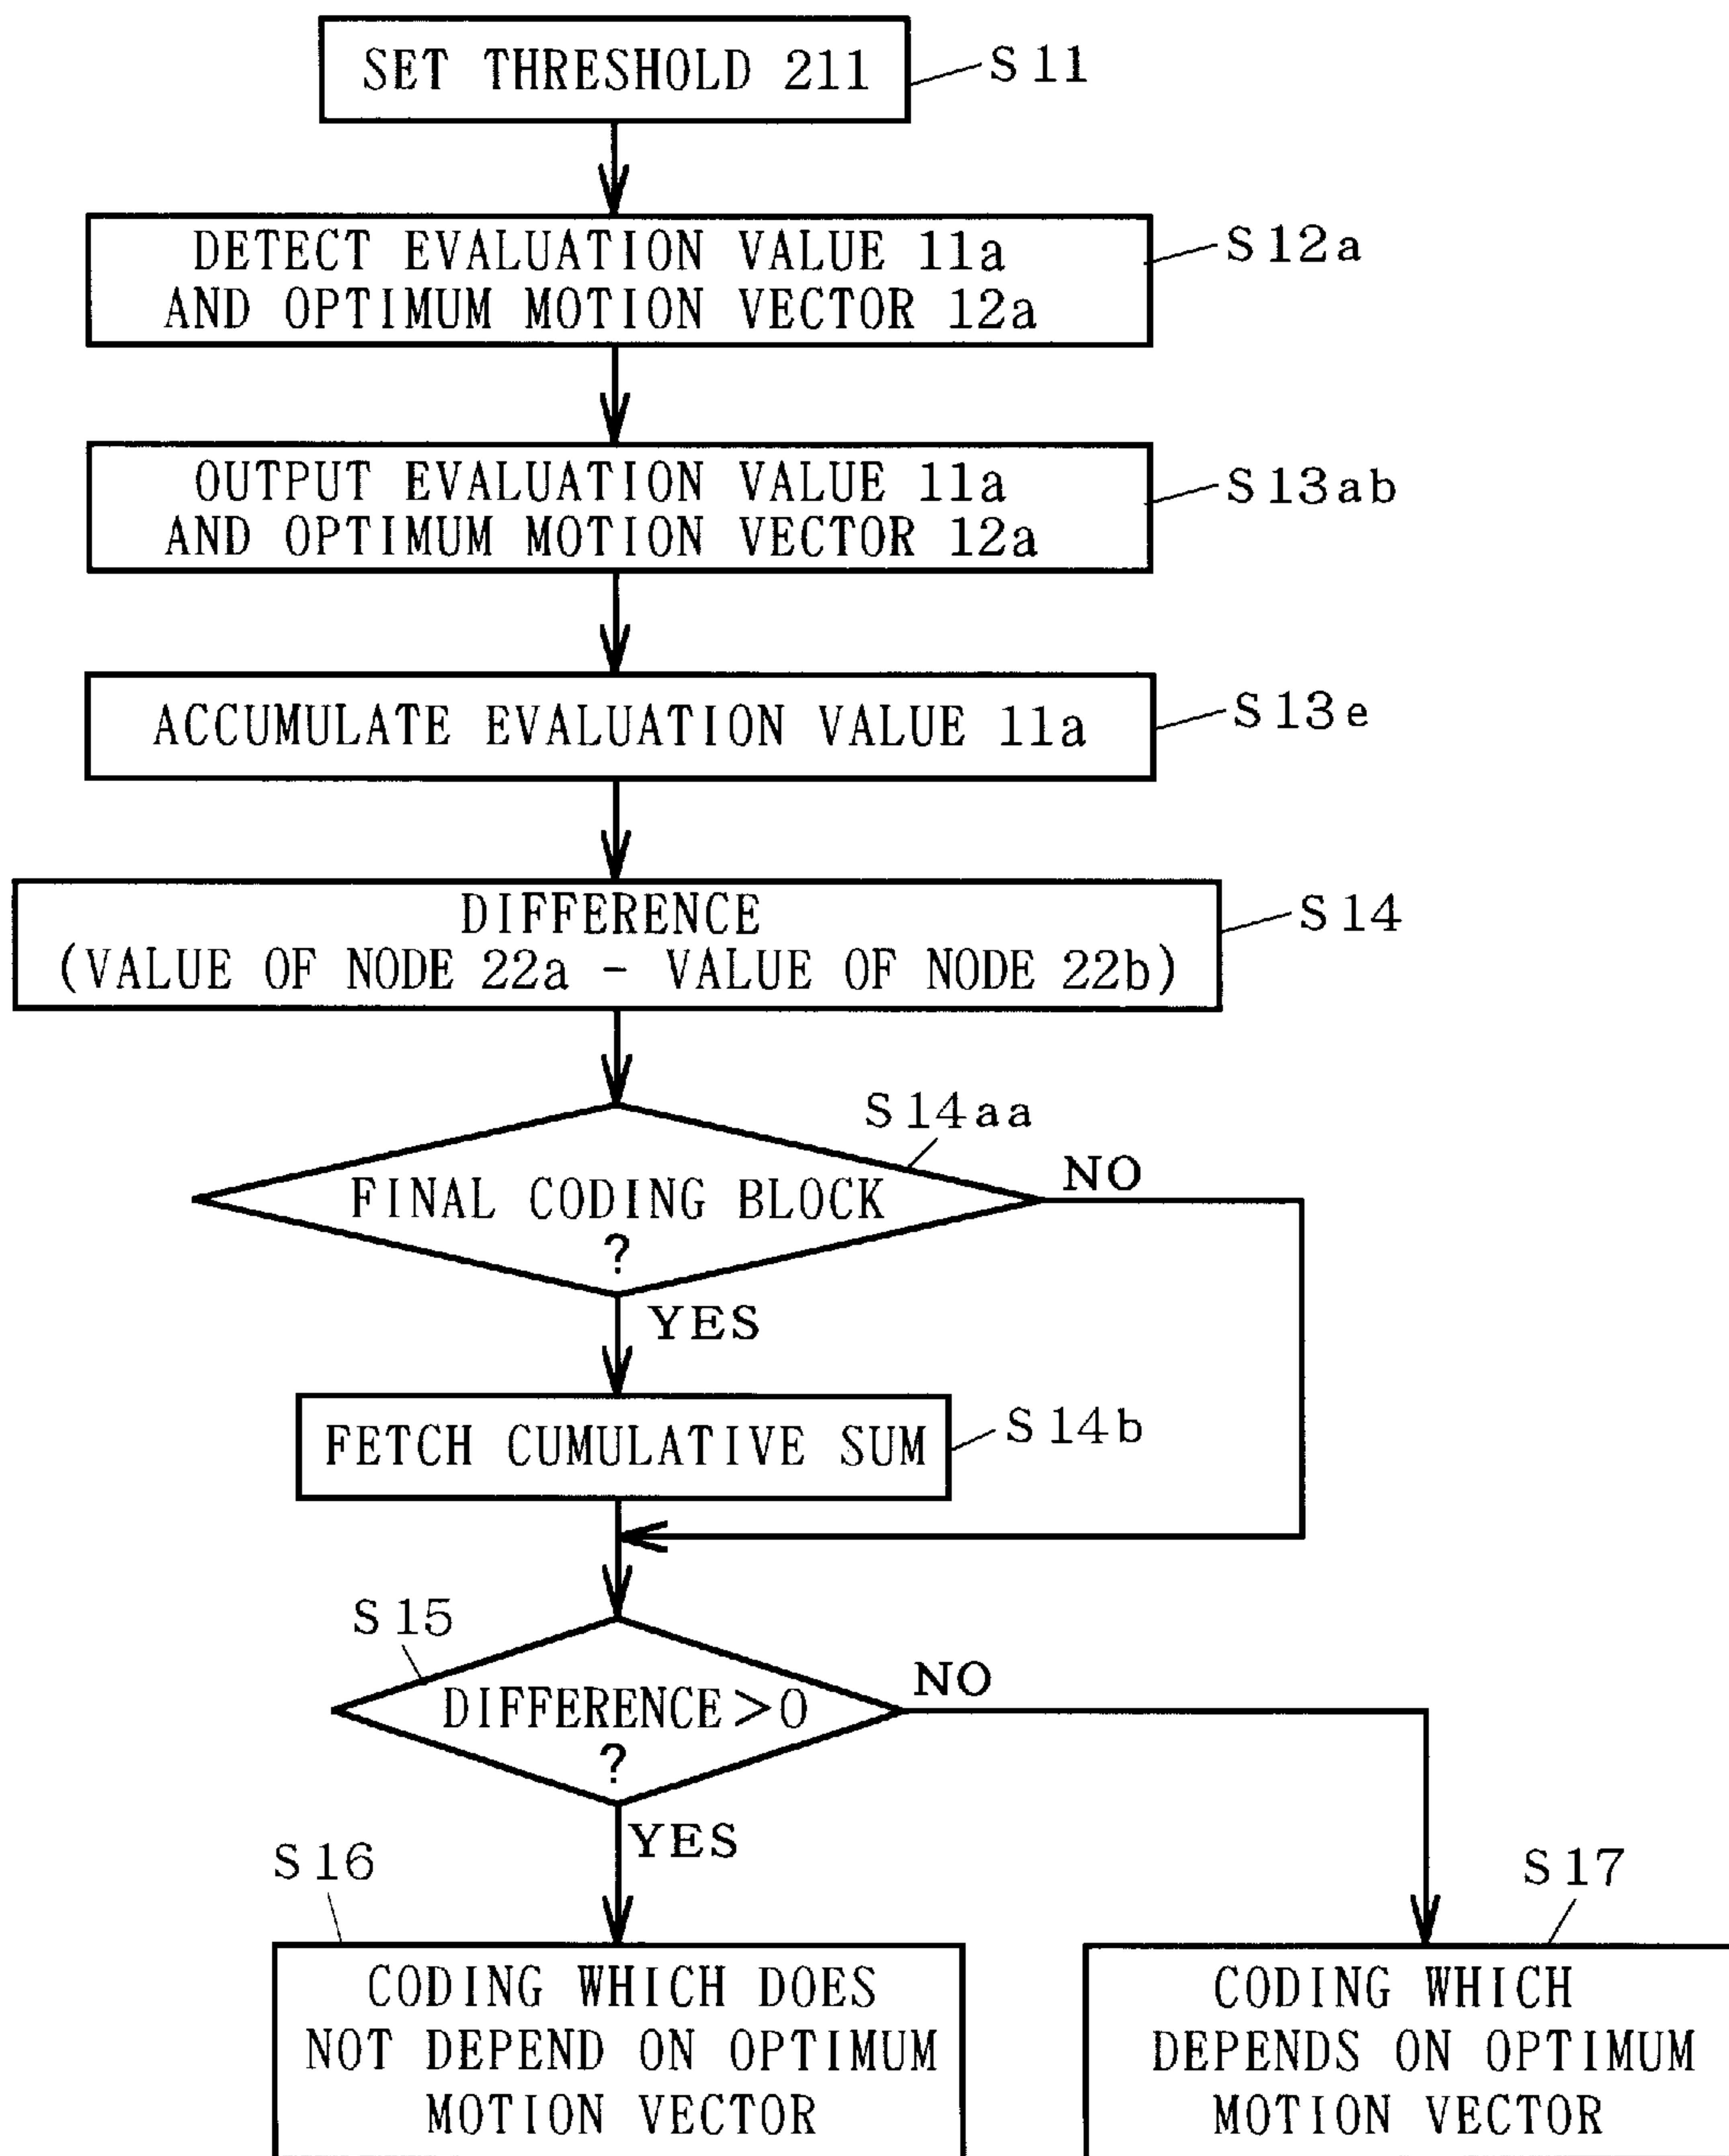 SET THRESHOLD 211
S11
DETECT EVALUATION VALUE 11a
AND OPTIMUM MOTION VECTOR 12a
S12a
OUTPUT EVALUATION VALUE 11a
AND OPTIMUM MOTION VECTOR 12a
S13ab
ACCUMULATE EVALUATION VALUE 11a
S13e
DIFFERENCE
(VALUE OF NODE 22a - VALUE OF NODE 22b)
S14
S14aa
FINAL CODING BLOCK
?
NO
YES
FETCH CUMULATIVE SUM
S14b
S15
DIFFERENCE>0
?
NO
YES
S16
S17
CODING WHICH DOES
NOT DEPEND ON OPTIMUM
MOTION VECTOR
CODING WHICH
DEPENDS ON OPTIMUM
MOTION VECTOR